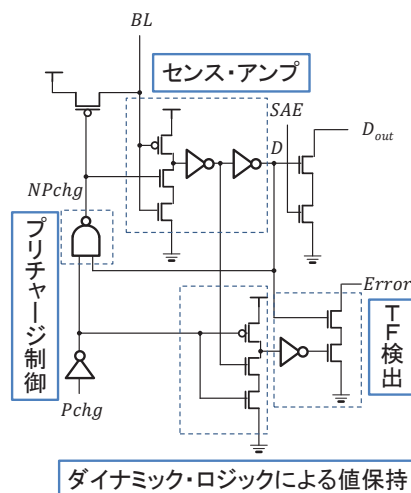 BL
センス・アンプ
SAE
D
D_out
NPchg
プリチャージ制御
Error
TF検出
Pchg
ダイナミック・ロジックによる値保持